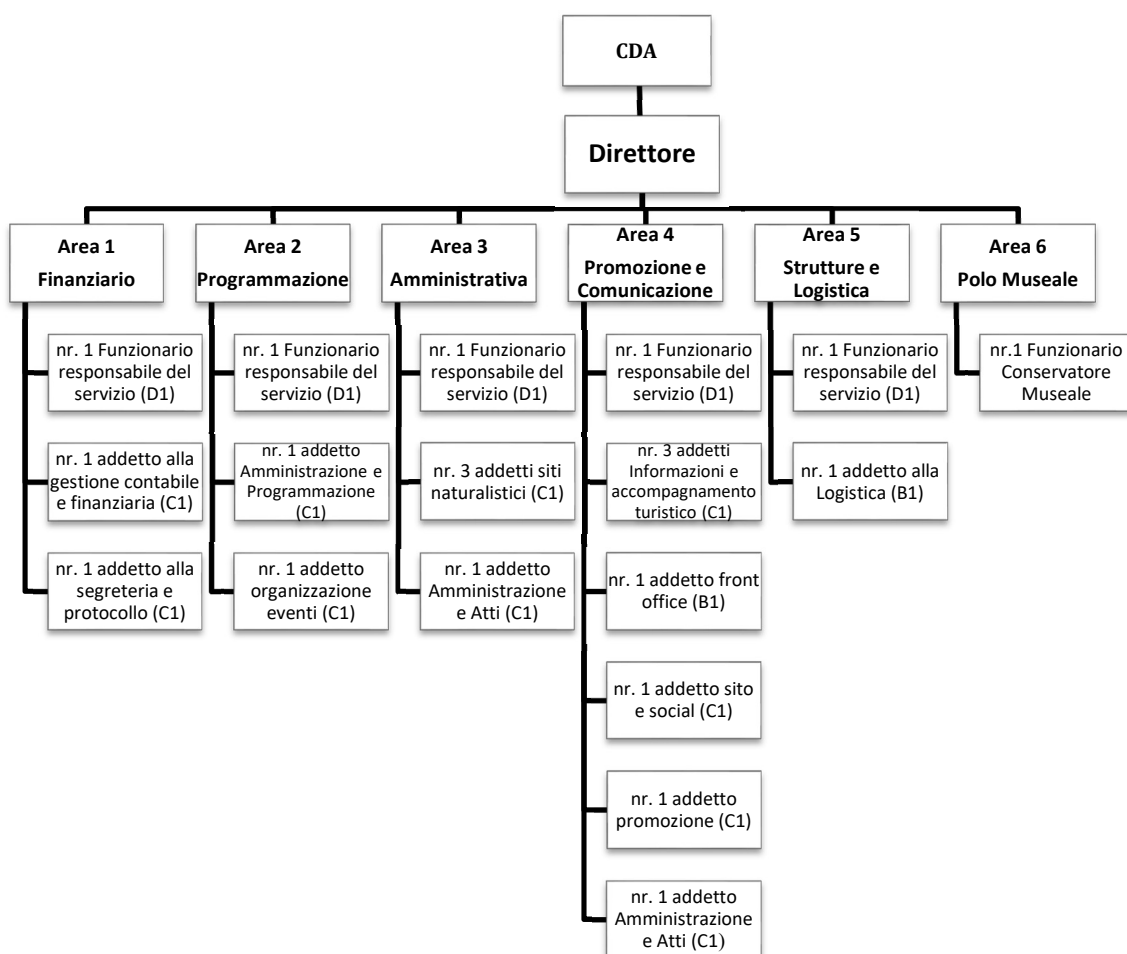 CDA
Direttore
Area 1
Finanziario
nr. 1 Funzionario
responsabile del
servizio (D1)
nr. 1 addetto alla
gestione contabile
e finanziaria (C1)
nr. 1 addetto alla
segreteria e
protocollo (C1)
Area 2
Programmazione
nr. 1 Funzionario
responsabile del
servizio (D1)
nr. 1 addetto
Amministrazione e
Programmazione
(C1)
nr. 1 addetto
organizzazione
eventi (C1)
Area 3
Amministrativa
nr. 1 Funzionario
responsabile del
servizio (D1)
nr. 3 addetti siti
naturalistici (C1)
nr. 1 addetto
Amministrazione
e Atti (C1)
Area 4
Promozione e
Comunicazione
nr. 1 Funzionario
responsabile del
servizio (D1)
nr. 3 addetti
Informazioni e
accompagnamento
turistico (C1)
nr. 1 addetto front
office (B1)
nr. 1 addetto sito
e social (C1)
nr. 1 addetto
promozione (C1)
nr. 1 addetto
Amministrazione
e Atti (C1)
Area 5
Strutture e
Logistica
nr. 1 Funzionario
responsabile del
servizio (D1)
nr. 1 addetto alla
Logistica (B1)
Area 6
Polo Museale
nr.1 Funzionario
Conservatore
Museale